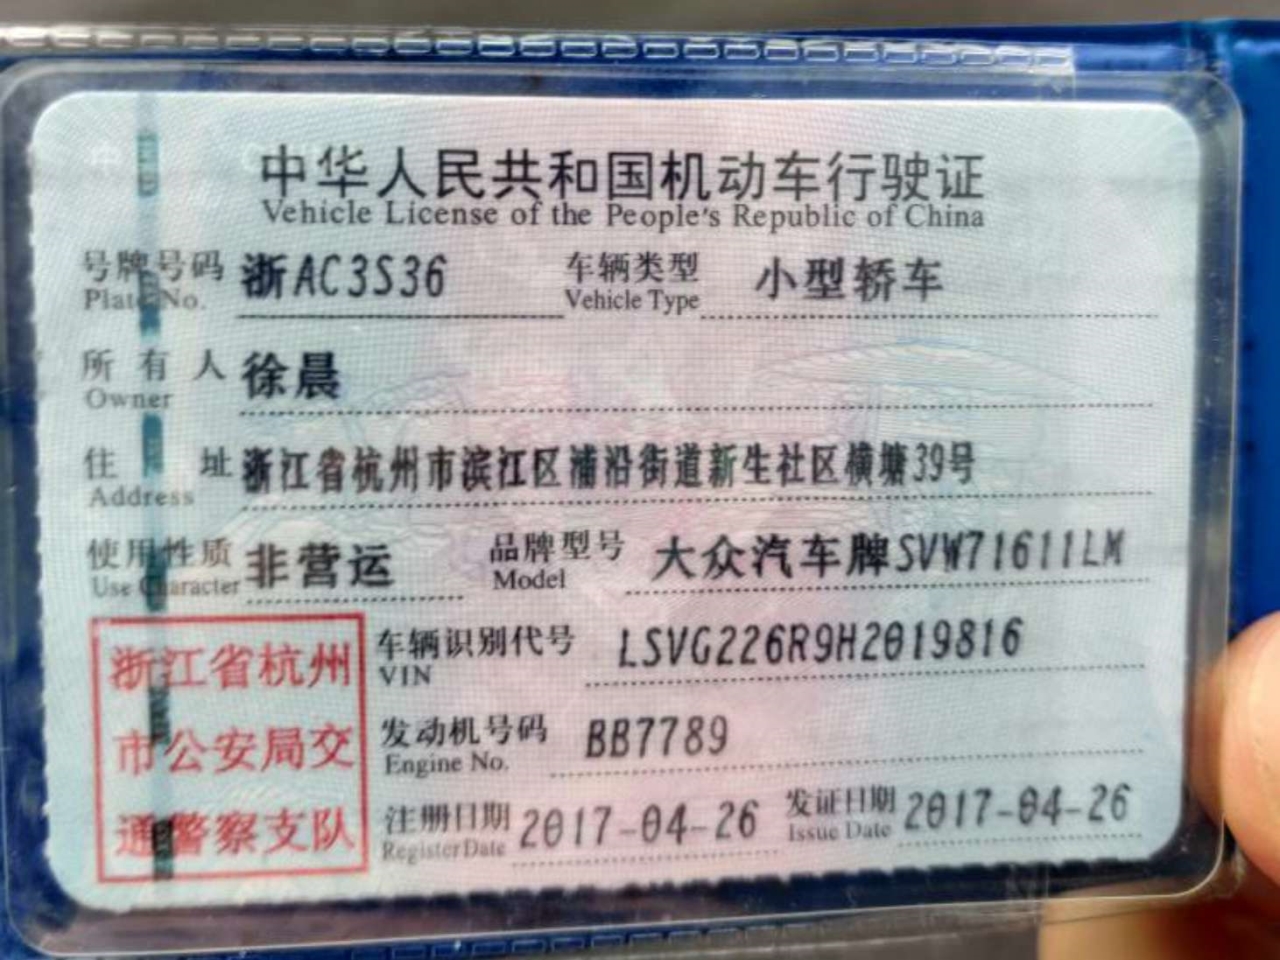 中华人民共和国机动车行驶证
Vehicle License of the People's Republic of China
号牌号码 浙AC3S36 车辆类型 小型轿车
Plate No. Vehicle Type
所有人 徐晨
Owner
住址 浙江省杭州市滨江区浦沿街道新生社区横塘39号
Address
使用性质 非营运 品牌型号 大众汽车牌SVW71611LM
Use Character Model
浙江省杭州
市公安局交
通警察支队
车辆识别代号 LSVG226R9H2019816
VIN
发动机号码 BB7789
Engine No.
注册日期 2017-04-26 发证日期 2017-04-26
Register Date Issue Date